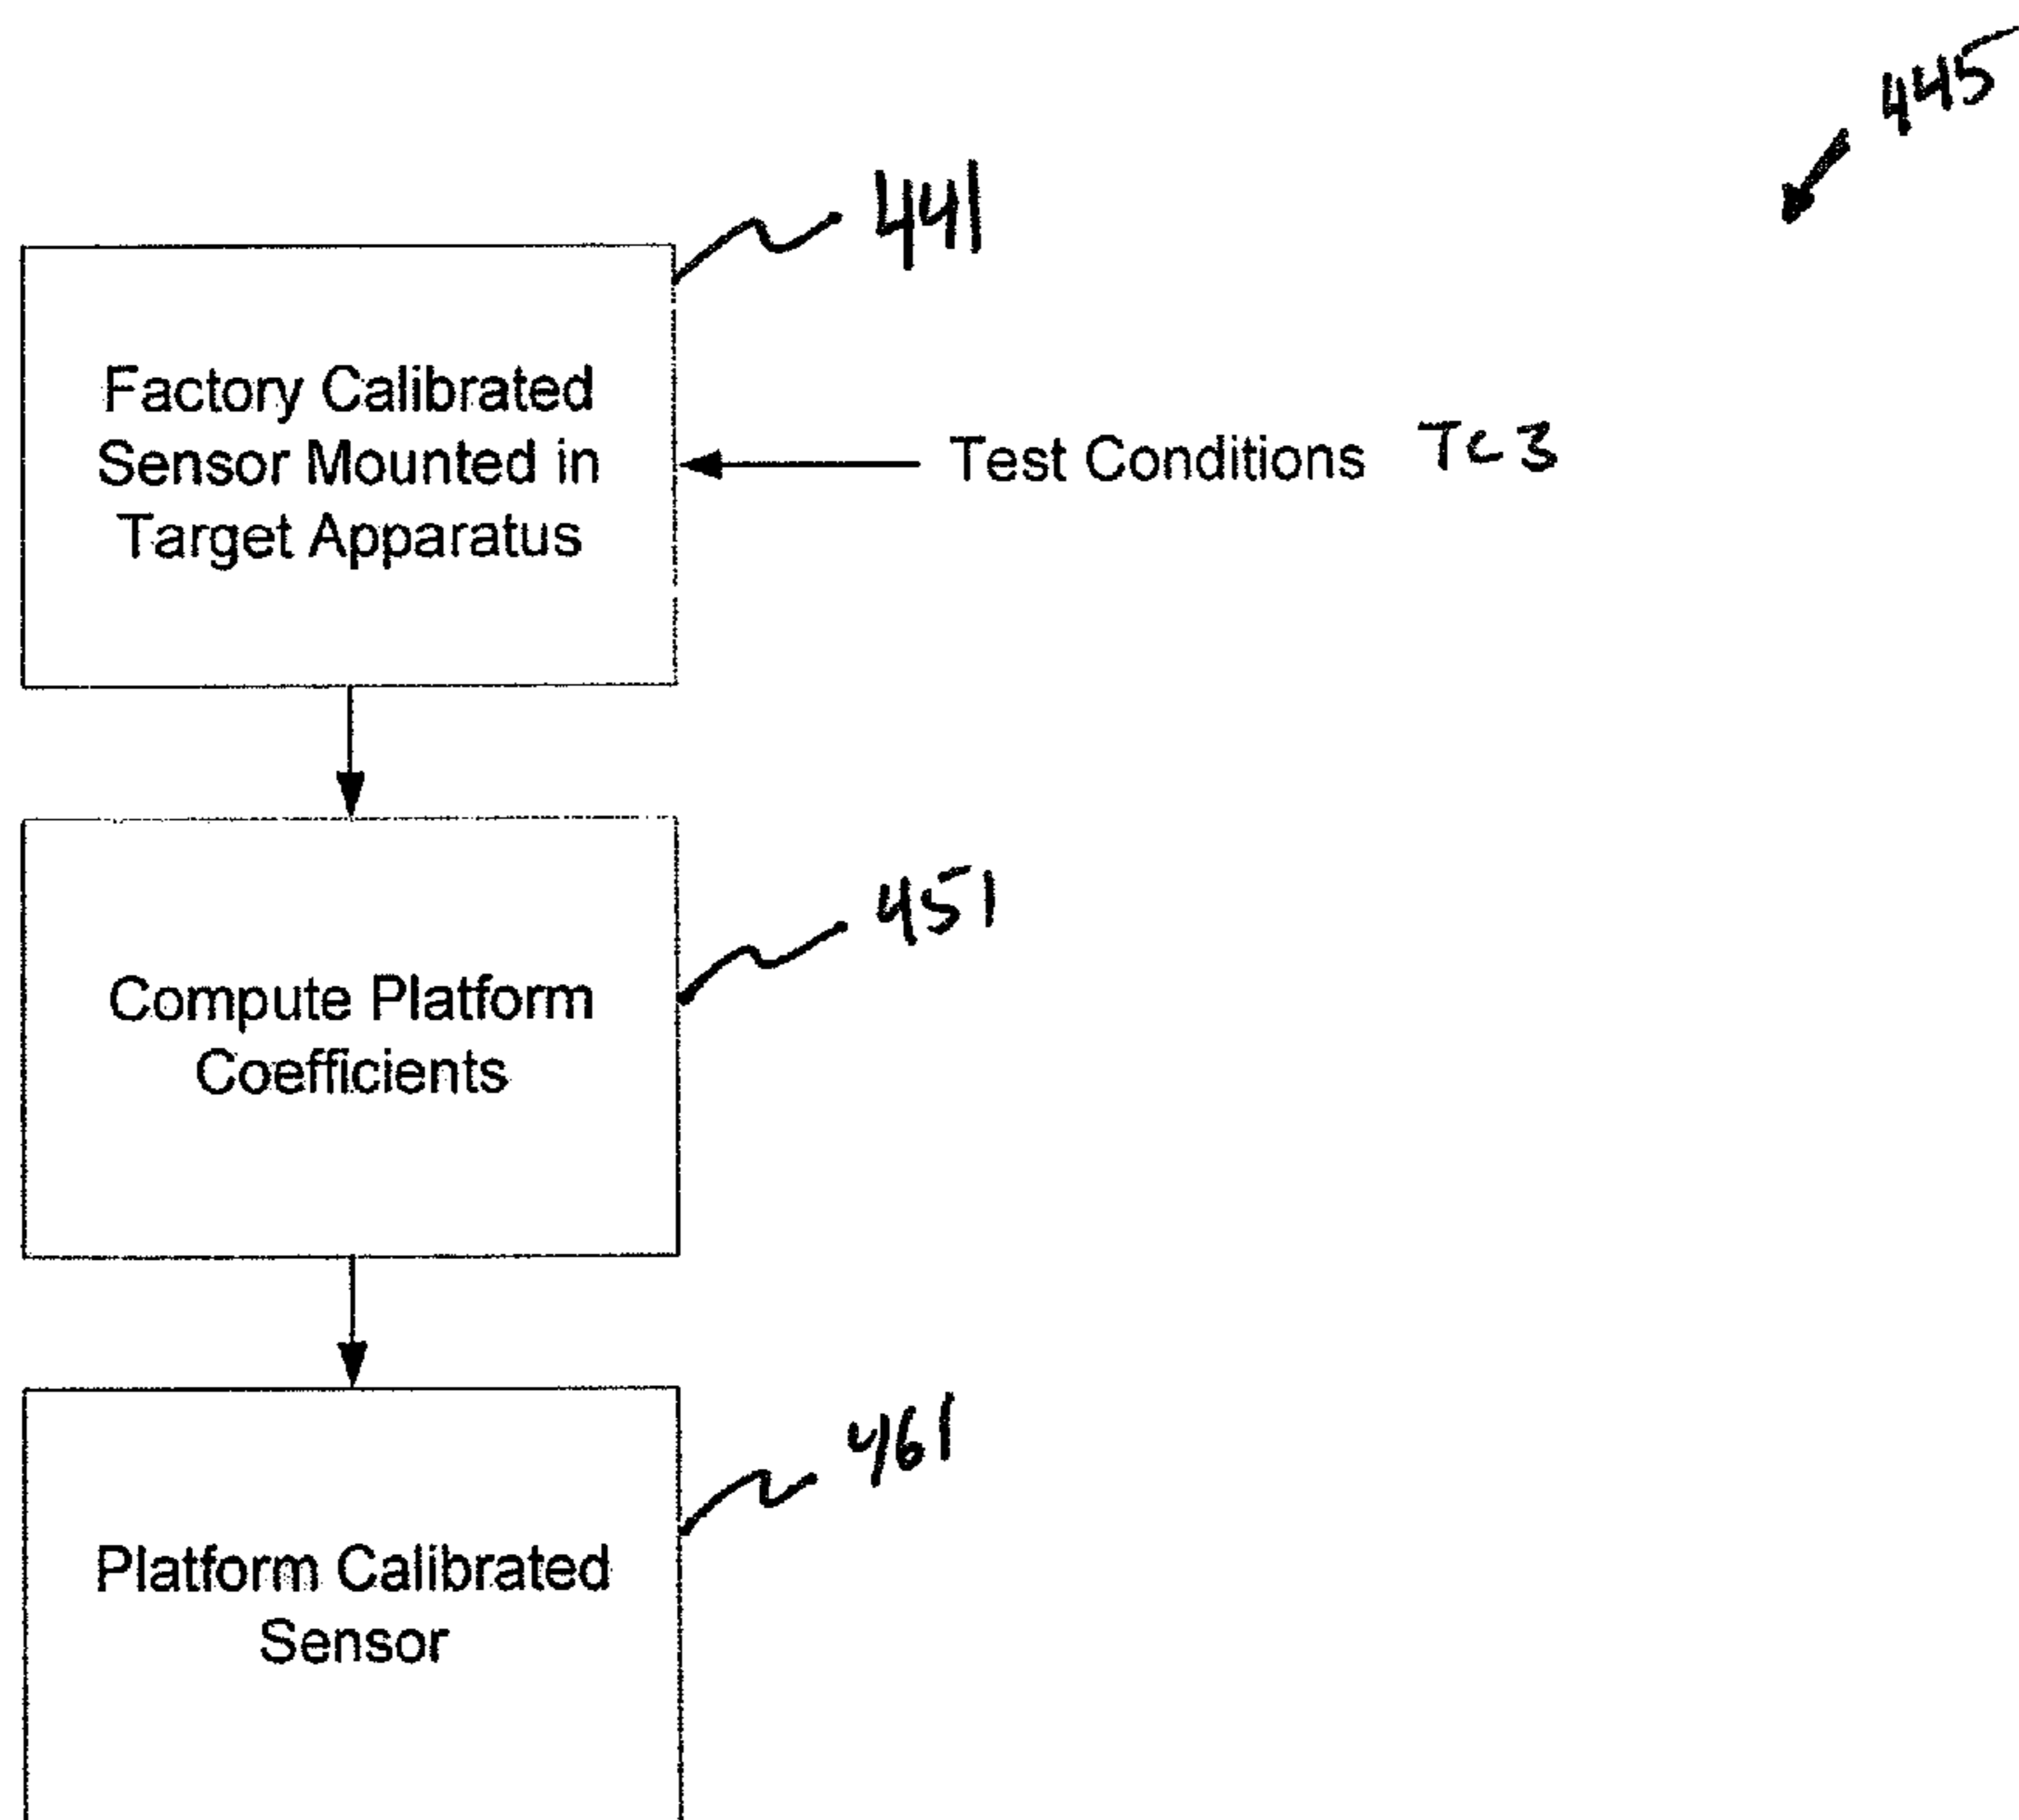 445
441
Factory Calibrated
Sensor Mounted in
Target Apparatus
Test Conditions TC3
Compute Platform
Coefficients
451
Platform Calibrated
Sensor
461